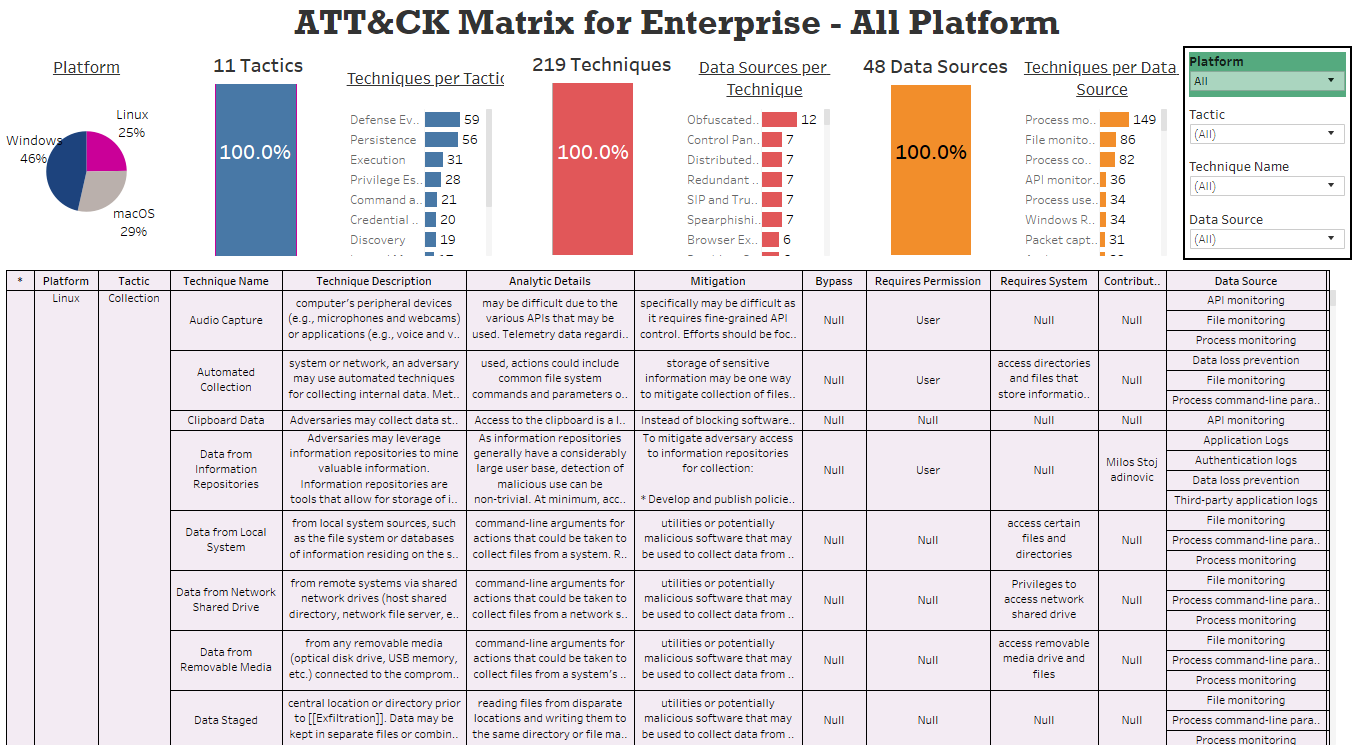 ATT&CK Matrix for Enterprise - All Platform
Platform
Linux
25%
Windows
46%
macOS
29%
11 Tactics
100.0%
Techniques per Tactic
Defense Ev.. 59
Persistence 56
Execution 31
Privilege Es.. 28
Command a.. 21
Credential .. 20
Discovery 19
219 Techniques
100.0%
Data Sources per
Technique
Obfuscated.. 12
Control Pan.. 7
Distributed.. 7
Redundant .. 7
SIP and Tru.. 7
Spearphishi.. 7
Browser Ex.. 6
48 Data Sources
100.0%
Techniques per Data
Source
Process mo.. 149
File monito.. 86
Process co.. 82
API monitor.. 36
Process use.. 34
Windows R.. 34
Packet capt.. 31
Platform
All
Tactic
(All)
Technique Name
(All)
Data Source
(All)
* Platform Tactic Technique Name Technique Description Analytic Details Mitigation Bypass Requires Permission Requires System Contribut.. Data Source
Linux Collection
Audio Capture
computer's peripheral devices
(e.g., microphones and webcams)
or applications (e.g., voice and v..
may be difficult due to the
various APIs that may be
used. Telemetry data regardi..
specifically may be difficult as
it requires fine-grained API
control. Efforts should be foc..
Null
User
Null
Null
API monitoring
File monitoring
Process monitoring
Automated
Collection
system or network, an adversary
may use automated techniques
for collecting internal data. Met..
used, actions could include
common file system
commands and parameters o..
storage of sensitive
information may be one way
to mitigate collection of files..
Null
User
access directories
and files that
store informatio..
Null
Data loss prevention
File monitoring
Process command-line para..
Clipboard Data
Adversaries may collect data st..
Access to the clipboard is a l..
Instead of blocking software..
Null
Null
Null
Null
API monitoring
Data from
Information
Repositories
Adversaries may leverage
information repositories to mine
valuable information.
Information repositories are
tools that allow for storage of i..
As information repositories
generally have a considerably
large user base, detection of
malicious use can be
non-trivial. At minimum, acc..
To mitigate adversary access
to information repositories
for collection:
* Develop and publish policie..
Null
User
Null
Milos Stoj
adinovic
Application Logs
Authentication logs
Data loss prevention
Third-party application logs
Data from Local
System
from local system sources, such
as the file system or databases
of information residing on the s..
command-line arguments for
actions that could be taken to
collect files from a system. R..
utilities or potentially
malicious software that may
be used to collect data from ..
Null
Null
access certain
files and
directories
Null
File monitoring
Process command-line para..
Process monitoring
Data from Network
Shared Drive
from remote systems via shared
network drives (host shared
directory, network file server, e..
command-line arguments for
actions that could be taken to
collect files from a network s..
utilities or potentially
malicious software that may
be used to collect data from ..
Null
Null
Privileges to
access network
shared drive
Null
File monitoring
Process command-line para..
Process monitoring
Data from
Removable Media
from any removable media
(optical disk drive, USB memory,
etc.) connected to the comprom..
command-line arguments for
actions that could be taken to
collect files from a system's ..
utilities or potentially
malicious software that may
be used to collect data from ..
Null
Null
access removable
media drive and
files
Null
File monitoring
Process command-line para..
Process monitoring
Data Staged
central location or directory prior
to [[Exfiltration]]. Data may be
kept in separate files or combin..
reading files from disparate
locations and writing them to
the same directory or file ma..
utilities or potentially
malicious software that may
be used to collect data from ..
Null
Null
Null
Null
File monitoring
Process command-line para..
Process monitoring